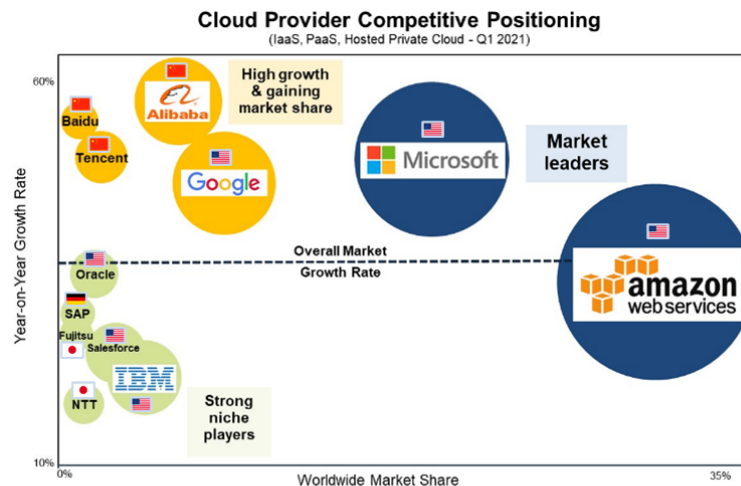 Cloud Provider Competitive Positioning
(IaaS, PaaS, Hosted Private Cloud - Q1 2021)
60%
Year-on-Year Growth Rate
Baidu
Tencent
Alibaba
High growth
& gaining
market share
Google
Microsoft
Market
leaders
Overall Market
Growth Rate
Oracle
amazon
webservices
SAP
Fujitsu
Salesforce
IBM
NTT
Strong
niche
players
10%
0%
Worldwide Market Share
35%